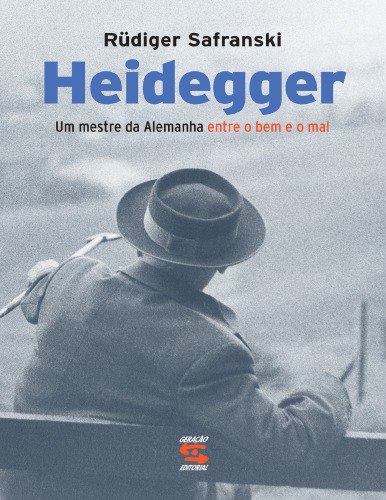 Rüdiger Safranski
Heidegger
Um mestre da Alemanha entre o bem e o mal
GERAÇÃO
EDITORIAL